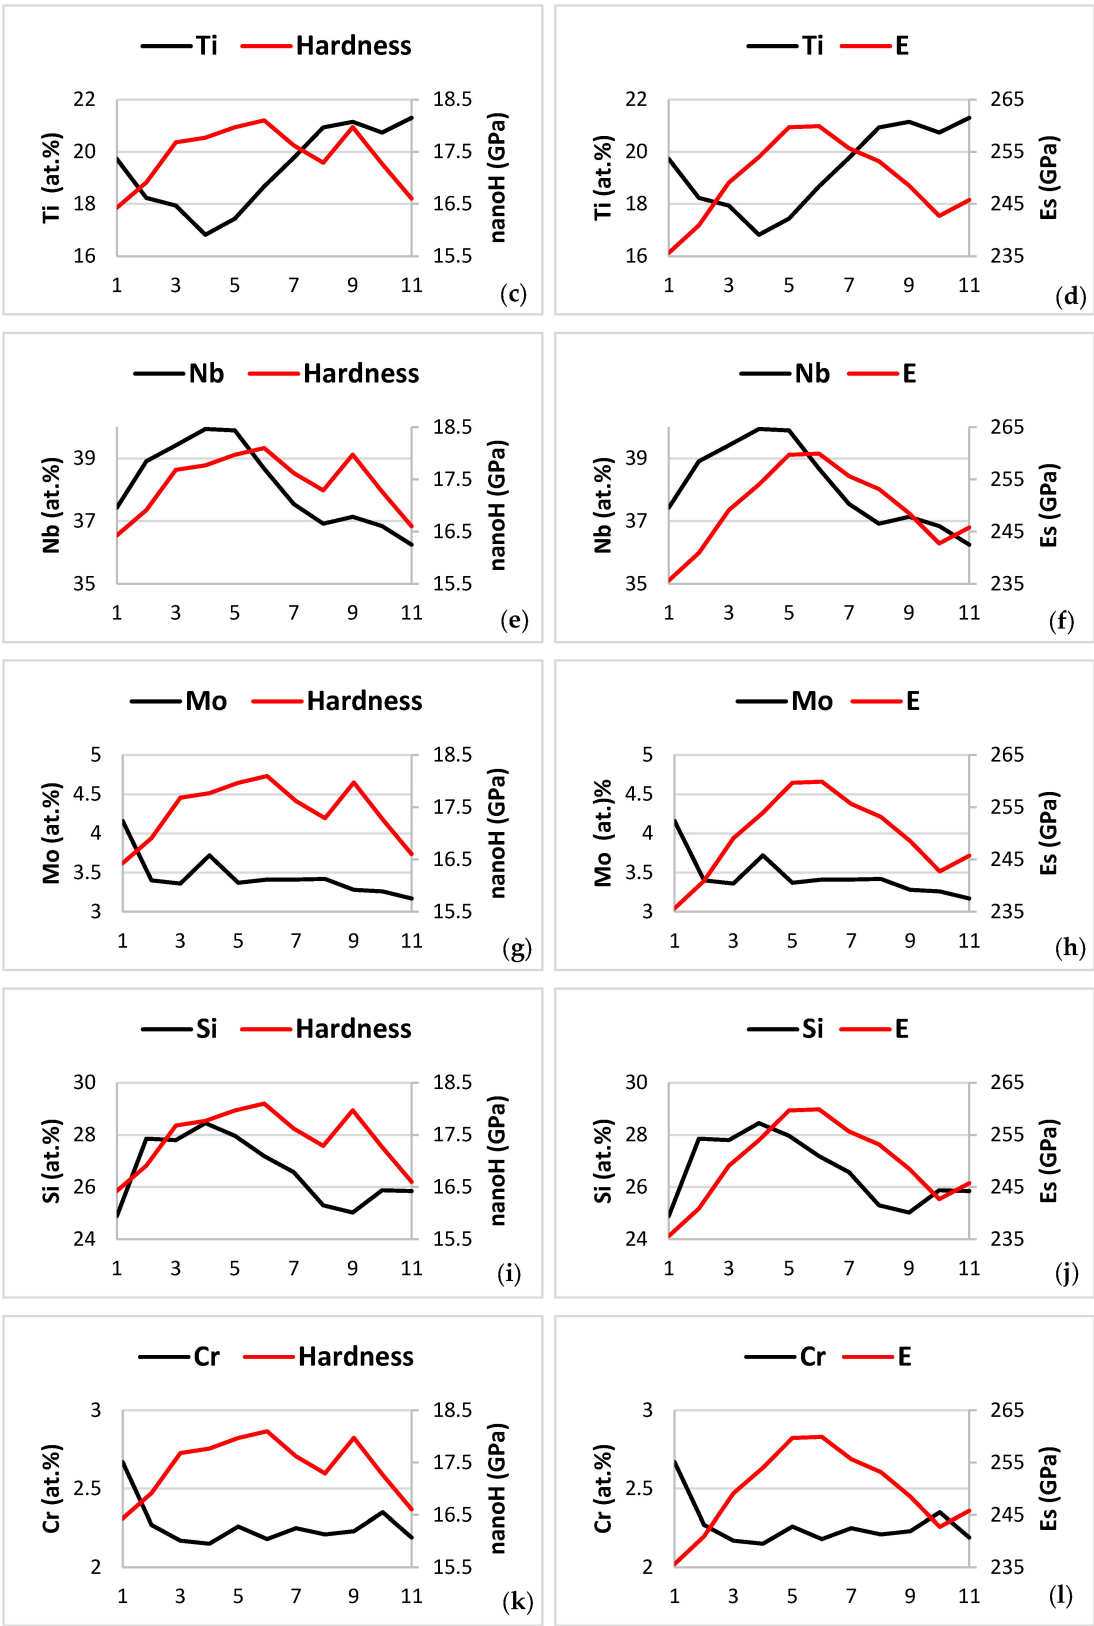 Ti Hardness
22 20 18 16
Ti (at.%)
18.5 17.5 16.5 15.5
nanoH (GPa)
1 3 5 7 9 11
(c)
Ti E
22 20 18 16
Ti (at.%)
265 255 245 235
Es (GPa)
1 3 5 7 9 11
(d)
Nb Hardness
39 37 35
Nb (at.%)
18.5 17.5 16.5 15.5
nanoH (GPa)
1 3 5 7 9 11
(e)
Nb E
39 37 35
Nb (at.%)
265 255 245 235
Es (GPa)
1 3 5 7 9 11
(f)
Mo Hardness
5 4.5 4 3.5 3
Mo (at.%)
18.5 17.5 16.5 15.5
nanoH (GPa)
1 3 5 7 9 11
(g)
Mo E
5 4.5 4 3.5 3
Mo (at.)%
265 255 245 235
Es (GPa)
1 3 5 7 9 11
(h)
Si Hardness
30 28 26 24
Si (at.%)
18.5 17.5 16.5 15.5
nanoH (GPa)
1 3 5 7 9 11
(i)
Si E
30 28 26 24
Si (at.%)
265 255 245 235
Es (GPa)
1 3 5 7 9 11
(j)
Cr Hardness
3 2.5 2
Cr (at.%)
18.5 17.5 16.5 15.5
nanoH (GPa)
1 3 5 7 9 11
(k)
Cr E
3 2.5 2
Cr (at.%)
265 255 245 235
Es (GPa)
1 3 5 7 9 11
(l)